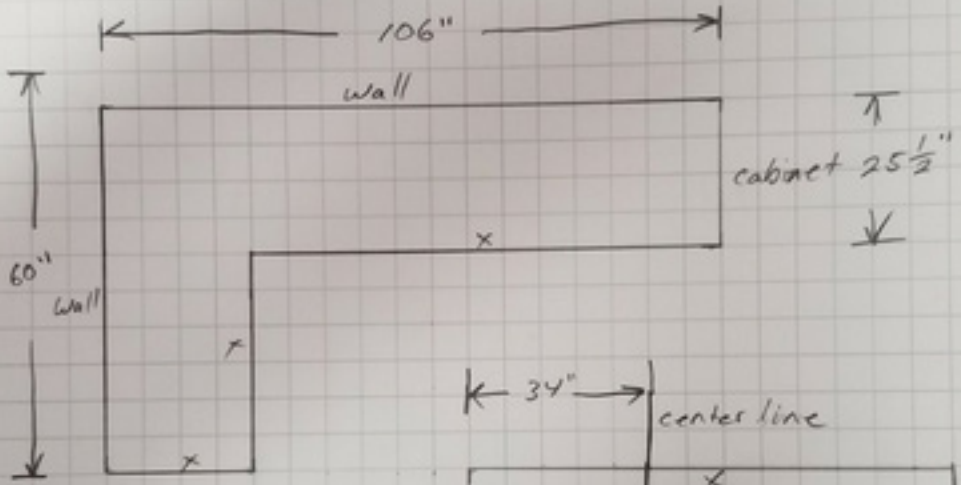 106"
wall
cabinet 25 1/2"
60"
wall
x
x
x
34"
center line
x